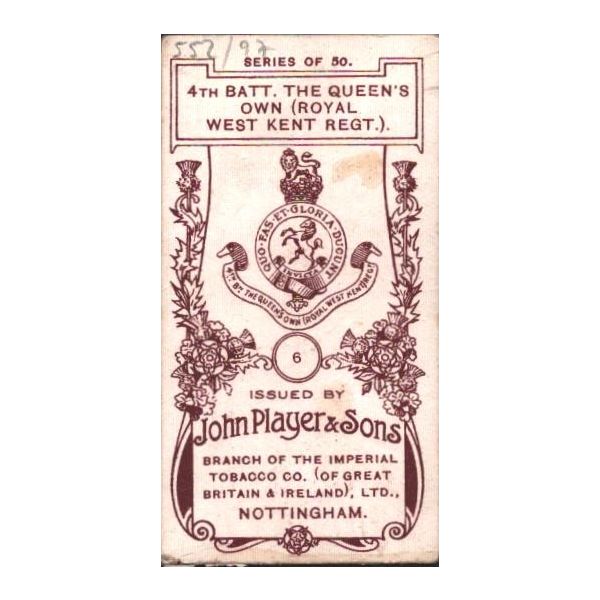 552/97
SERIES OF 50.
4TH BATT. THE QUEEN'S
OWN (ROYAL
WEST KENT REGT.).
QUO·FAS·ET·GLORIA·DUCUNT
INVICTA
4TH BN THE QUEEN'S OWN (ROYAL WEST KENT) REGT
6
ISSUED BY
John Player & Sons
BRANCH OF THE IMPERIAL
TOBACCO CO. (OF GREAT
BRITAIN & IRELAND), LTD.,
NOTTINGHAM.